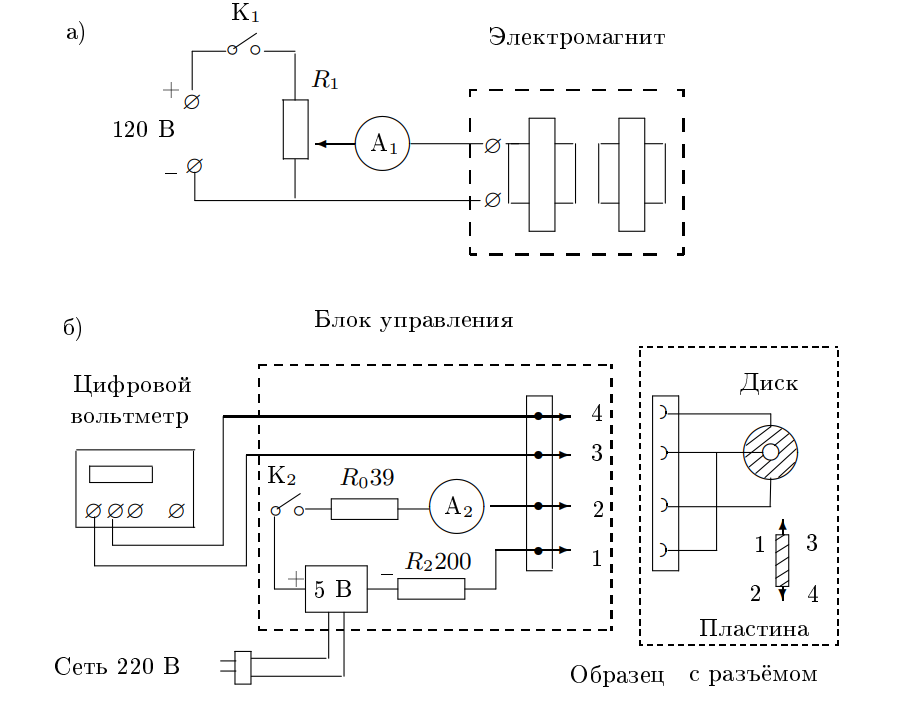 а)
K₁
Электромагнит
R₁
+
120 В
A₁
−
б)
Блок управления
Цифровой
вольтметр
Диск
4
3
K₂
R₀39
A₂
2
1
R₂200
+
−
5 В
1 3
2 4
Пластина
Сеть 220 В
Образец с разъёмом